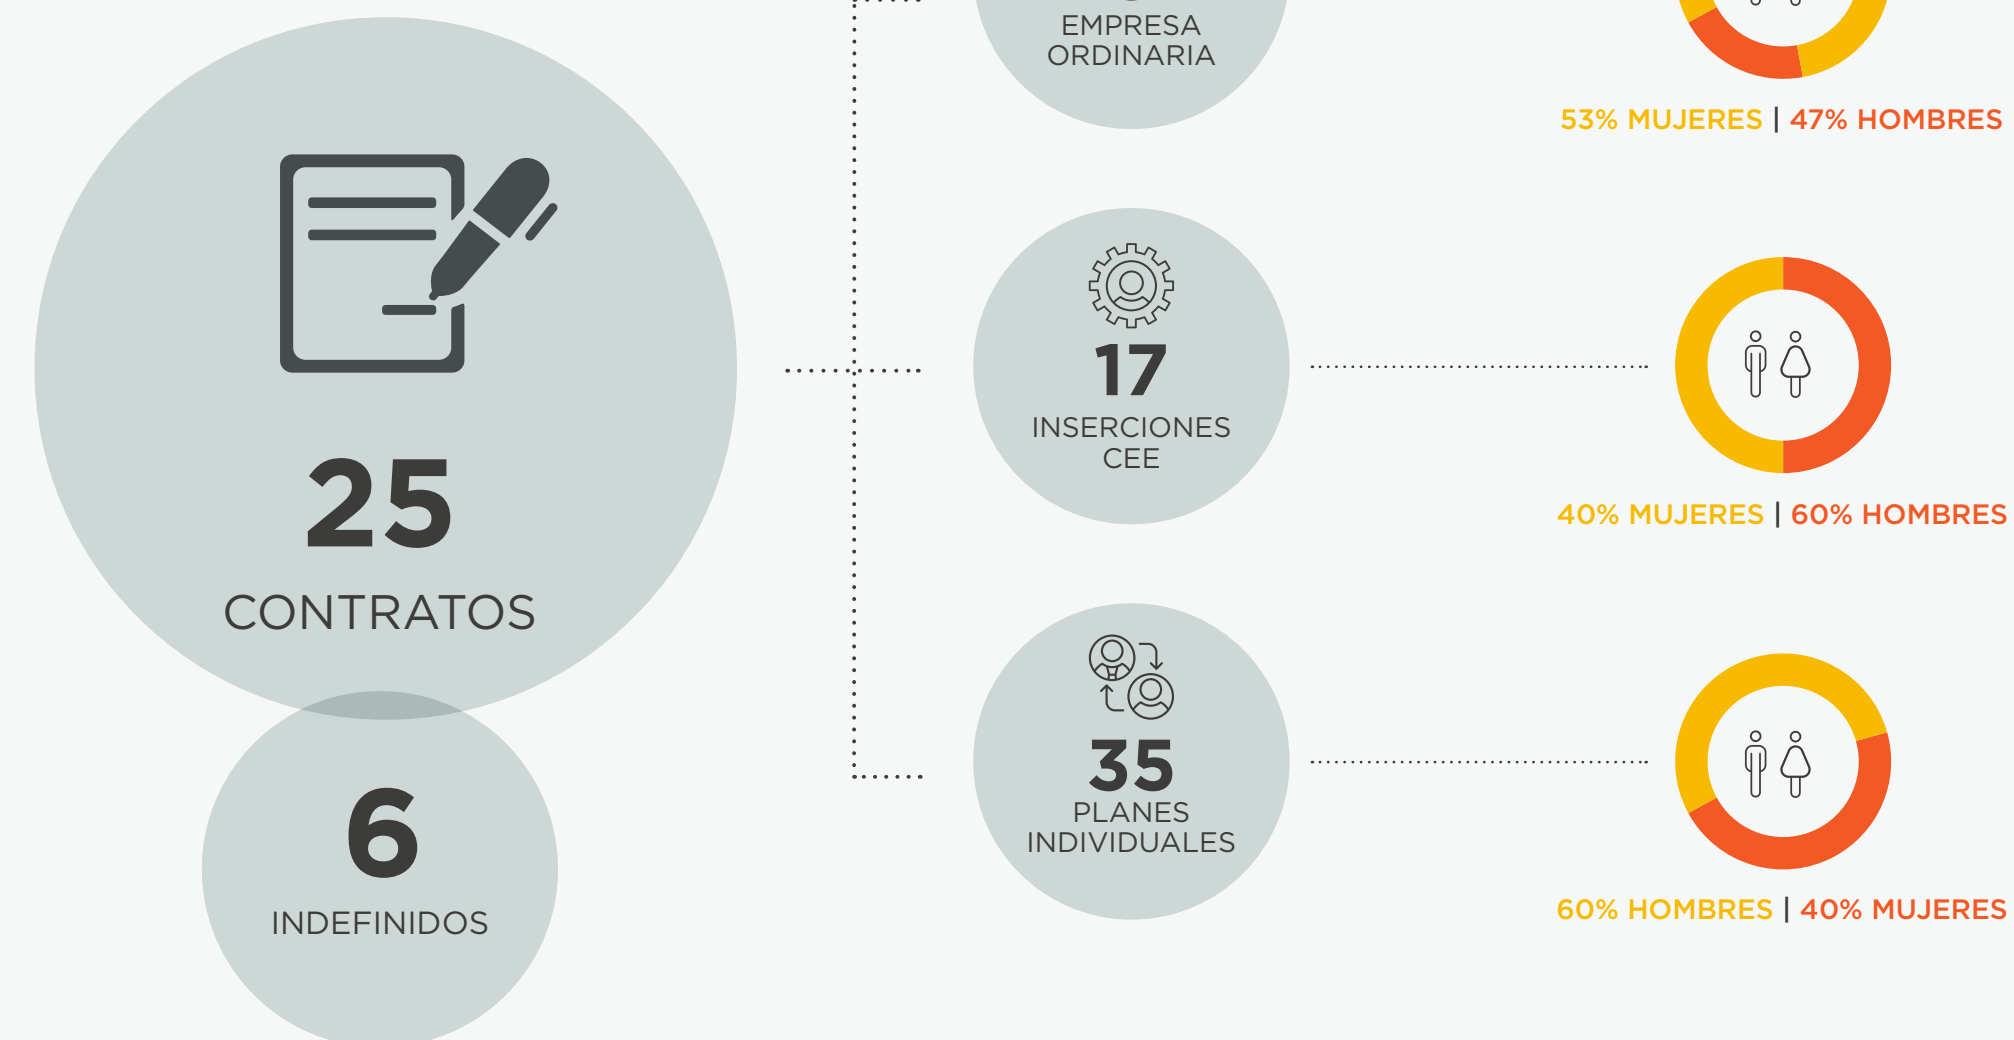 EMPRESA
ORDINARIA
53% MUJERES | 47% HOMBRES
25
CONTRATOS
17
INSERCIONES
CEE
40% MUJERES | 60% HOMBRES
35
PLANES
INDIVIDUALES
60% HOMBRES | 40% MUJERES
6
INDEFINIDOS